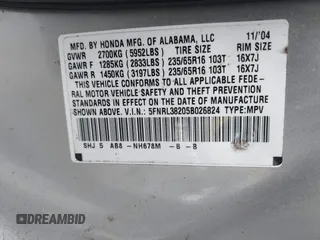 MFD. BY HONDA MFG. OF ALABAMA, LLC 11/'04
GVWR 2700KG (5952LBS) TIRE SIZE RIM SIZE
GAWR F 1285KG (2833LBS) 235/65R16 103T 16X7J
GAWR R 1450KG (3197LBS) 235/65R16 103T 16X7J
THIS VEHICLE CONFORMS TO ALL APPLICABLE FEDE-
RAL MOTOR VEHICLE SAFETY AND THEFT
PREVENTION STANDARDS IN EFFECT ON THE DATE OF MANUFACTURE
SHOWN ABOVE. V.I.N.: 5FNRL38205B026824 TYPE:MPV
SHJ 5 AB8 -NH678M -B -B
© DREAMBID